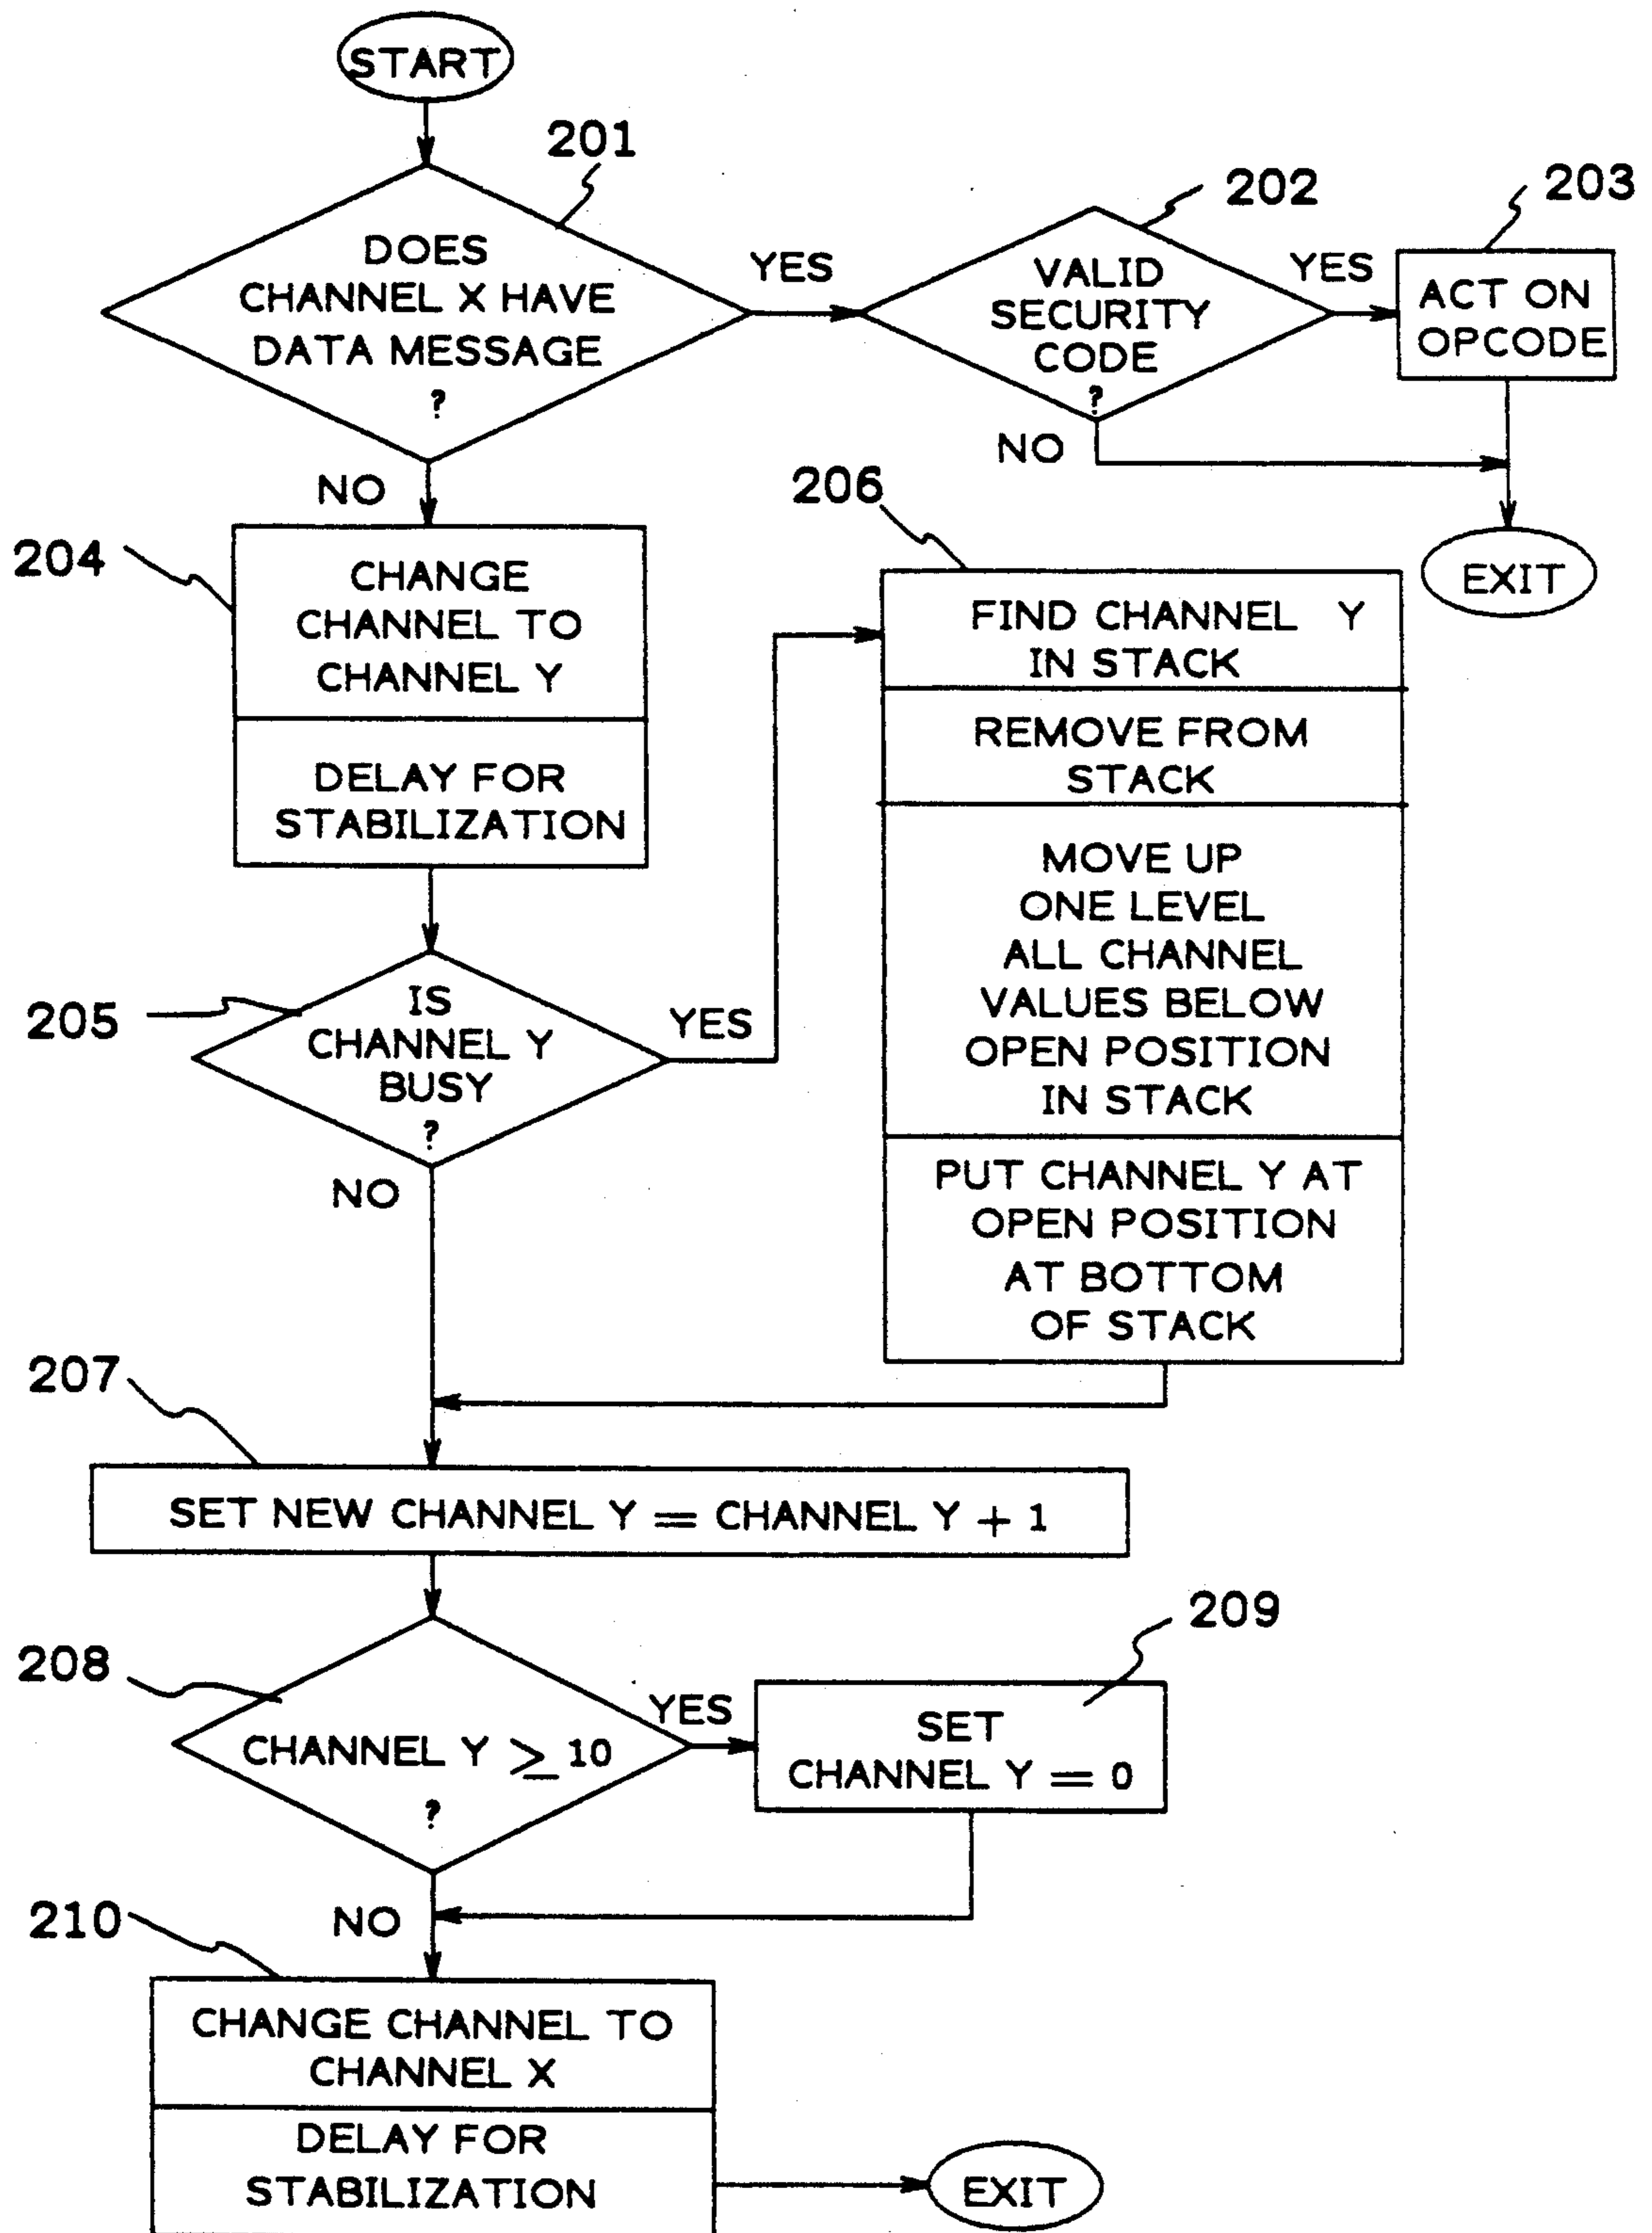 START
201
DOES
CHANNEL X HAVE
DATA MESSAGE
?
YES
202
VALID
SECURITY
CODE
?
YES
203
ACT ON
OPCODE
NO
NO
EXIT
204
CHANGE
CHANNEL TO
CHANNEL Y
DELAY FOR
STABILIZATION
205
IS
CHANNEL Y
BUSY
?
YES
NO
206
FIND CHANNEL Y
IN STACK
REMOVE FROM
STACK
MOVE UP
ONE LEVEL
ALL CHANNEL
VALUES BELOW
OPEN POSITION
IN STACK
PUT CHANNEL Y AT
OPEN POSITION
AT BOTTOM
OF STACK
207
SET NEW CHANNEL Y = CHANNEL Y + 1
208
CHANNEL Y ≥ 10
?
YES
209
SET
CHANNEL Y = 0
NO
210
CHANGE CHANNEL TO
CHANNEL X
DELAY FOR
STABILIZATION
EXIT